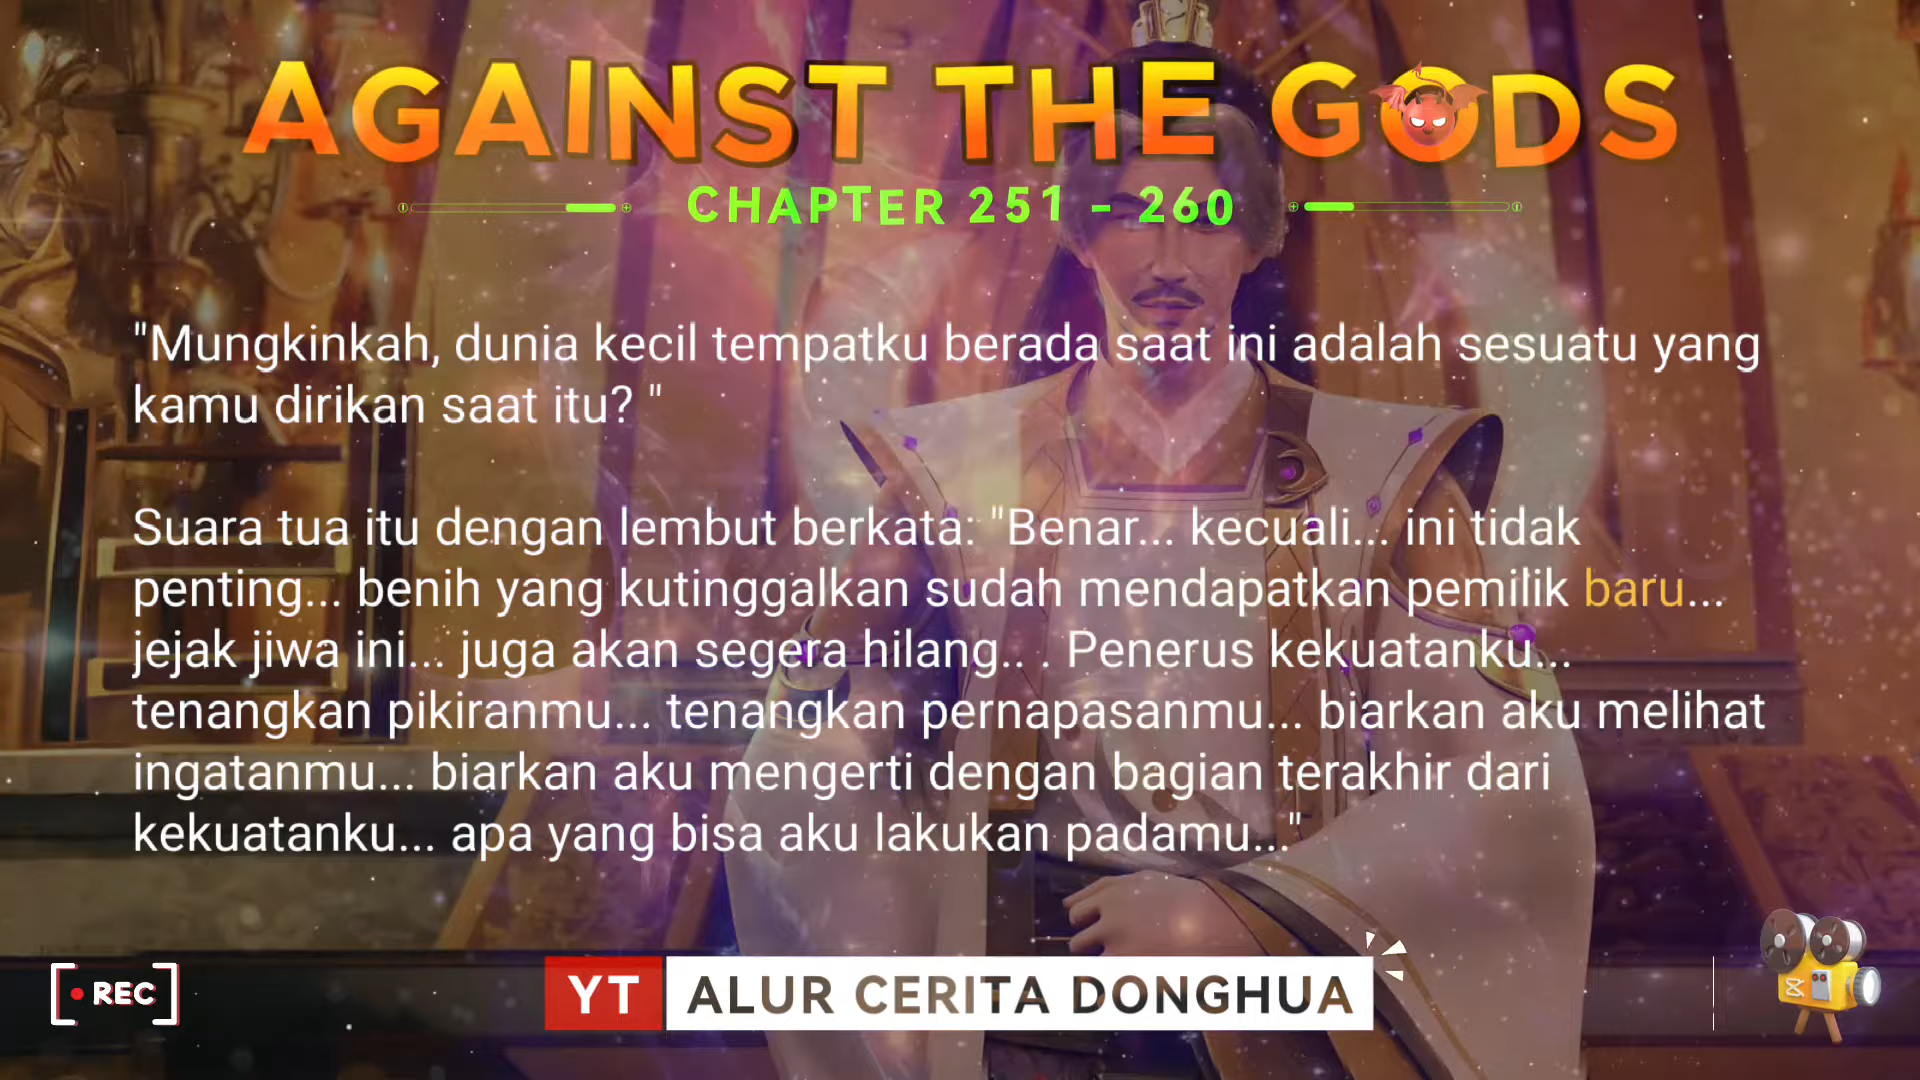 AGAINST THE GODS
CHAPTER 251 - 260
"Mungkinkah, dunia kecil tempatku berada saat ini adalah sesuatu yang
kamu dirikan saat itu? "
Suara tua itu dengan lembut berkata: "Benar... kecuali... ini tidak
penting... benih yang kutinggalkan sudah mendapatkan pemilik baru...
jejak jiwa ini... juga akan segera hilang.. . Penerus kekuatanku...
tenangkan pikiranmu... tenangkan pernapasanmu... biarkan aku melihat
ingatanmu... biarkan aku mengerti dengan bagian terakhir dari
kekuatanku... apa yang bisa aku lakukan padamu..."
REC
YT ALUR CERITA DONGHUA